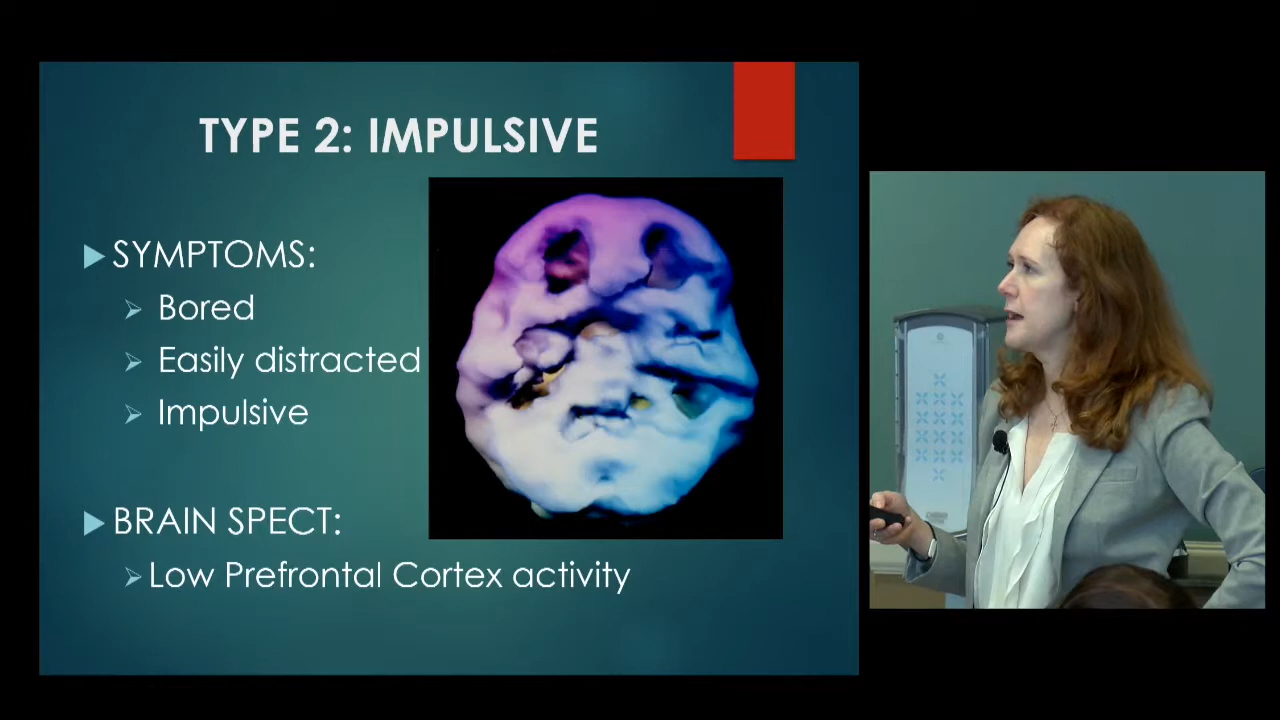 TYPE 2: IMPULSIVE
SYMPTOMS:
Bored
Easily distracted
Impulsive
BRAIN SPECT:
Low Prefrontal Cortex activity